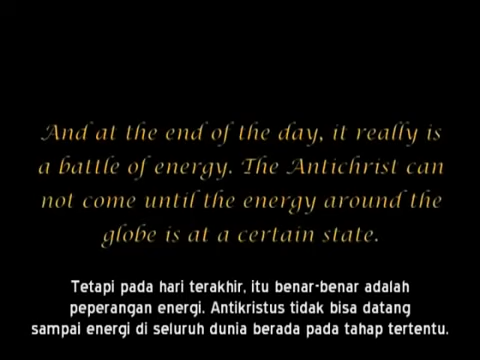 And at the end of the day, it really is
a battle of energy. The Antichrist can
not come until the energy around the
globe is at a certain state.
Tetapi pada hari terakhir, itu benar-benar adalah
peperangan energi. Antikristus tidak bisa datang
sampai energi di seluruh dunia berada pada tahap tertentu.